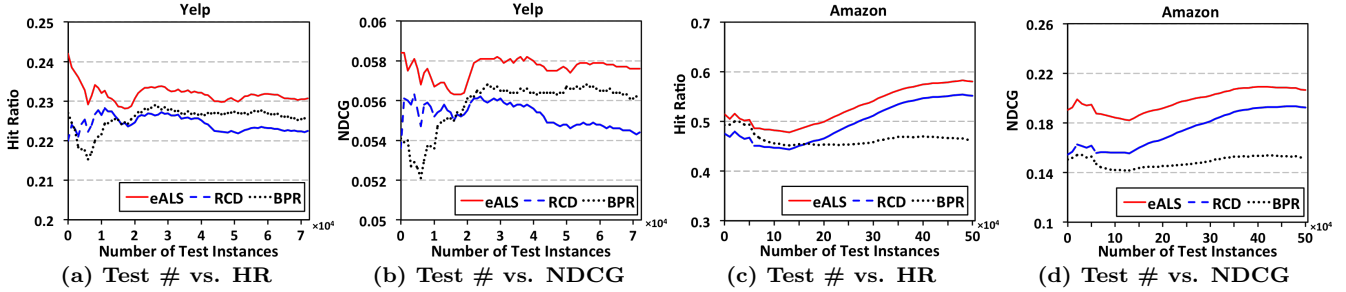 Yelp
Hit Ratio
0.25
0.24
0.23
0.22
0.21
0.2
eALS RCD BPR
0 1 2 3 4 5 6 7 ×10⁴
Number of Test Instances
(a) Test # vs. HR
Yelp
NDCG
0.06
0.058
0.056
0.054
0.052
0.05
eALS RCD BPR
0 1 2 3 4 5 6 7 ×10⁴
Number of Test Instances
(b) Test # vs. NDCG
Amazon
Hit Ratio
0.7
0.6
0.5
0.4
0.3
eALS RCD BPR
0 10 20 30 40 50 ×10⁴
Number of Test Instances
(c) Test # vs. HR
Amazon
NDCG
0.26
0.22
0.18
0.14
0.1
eALS RCD BPR
0 10 20 30 40 50 ×10⁴
Number of Test Instances
(d) Test # vs. NDCG